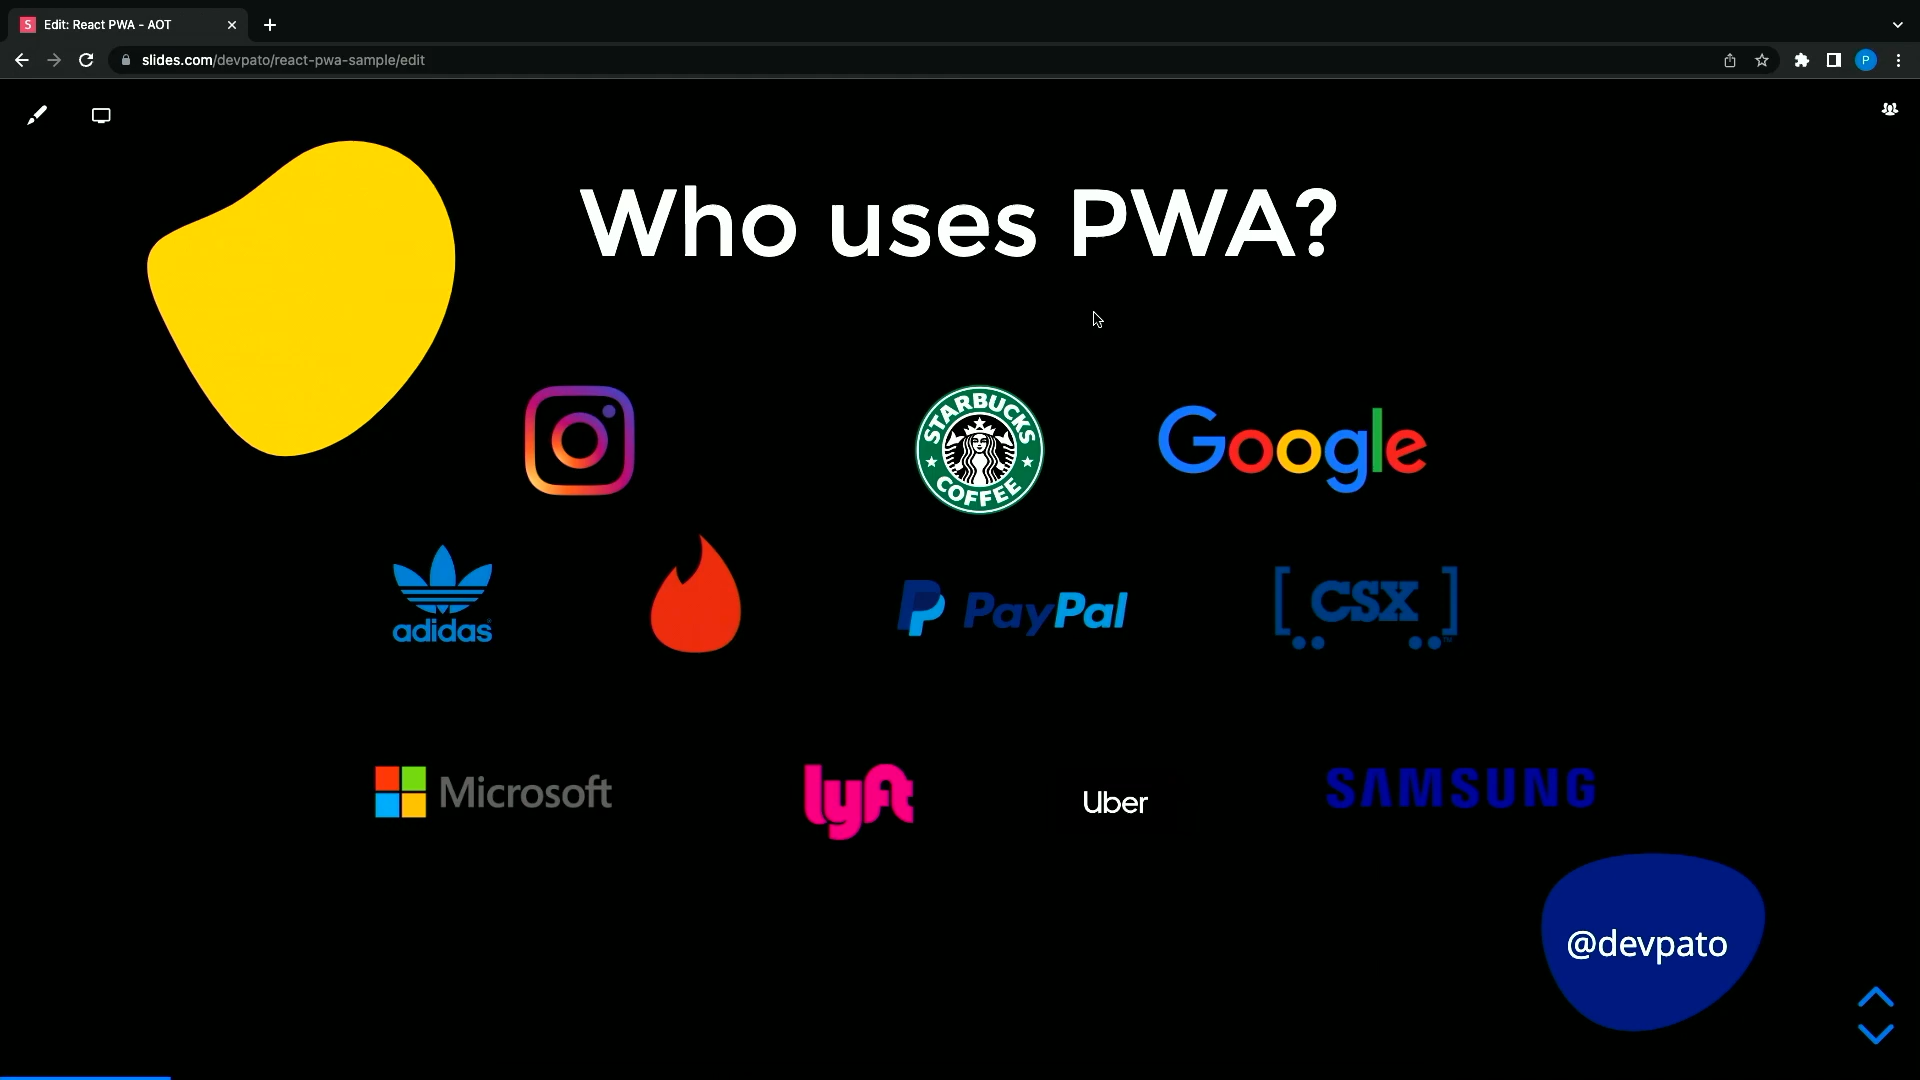 Edit: React PWA - AOT
slides.com/devpato/react-pwa-sample/edit
P
Who uses PWA?
STARBUCKS
COFFEE
Google
adidas
PayPal
[CSX]
Microsoft
lyft
Uber
SAMSUNG
@devpato